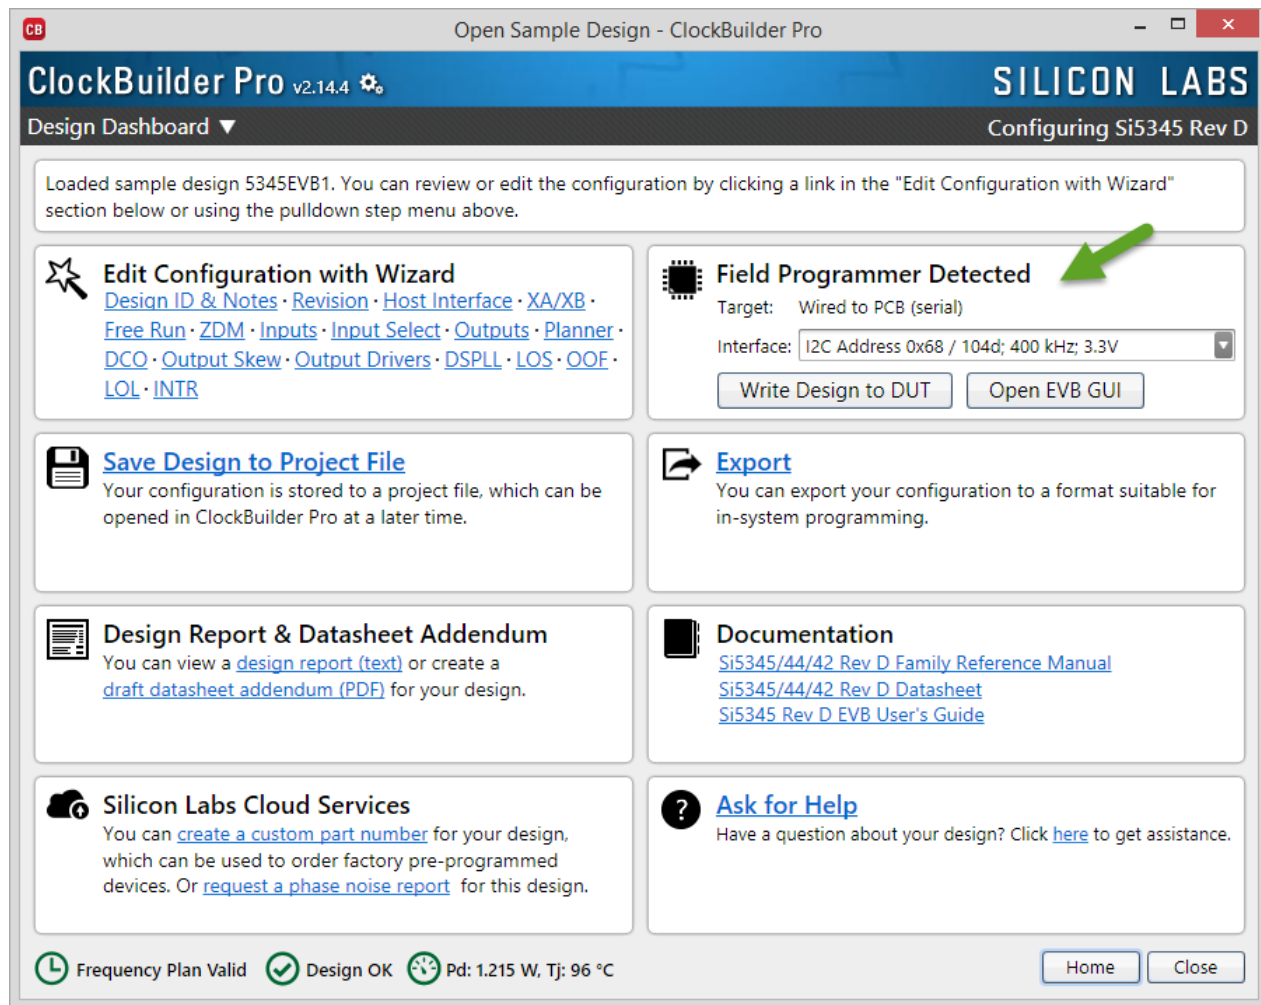 CB
Open Sample Design - ClockBuilder Pro
ClockBuilder Pro v2.14.4
SILICON LABS
Design Dashboard ▼
Configuring Si5345 Rev D
Loaded sample design 5345EVB1. You can review or edit the configuration by clicking a link in the "Edit Configuration with Wizard"
section below or using the pulldown step menu above.
Edit Configuration with Wizard
Design ID & Notes · Revision · Host Interface · XA/XB ·
Free Run · ZDM · Inputs · Input Select · Outputs · Planner ·
DCO · Output Skew · Output Drivers · DSPLL · LOS · OOF ·
LOL · INTR
Field Programmer Detected
Target: Wired to PCB (serial)
Interface: I2C Address 0x68 / 104d; 400 kHz; 3.3V
Write Design to DUT
Open EVB GUI
Save Design to Project File
Your configuration is stored to a project file, which can be
opened in ClockBuilder Pro at a later time.
Export
You can export your configuration to a format suitable for
in-system programming.
Design Report & Datasheet Addendum
You can view a design report (text) or create a
draft datasheet addendum (PDF) for your design.
Documentation
Si5345/44/42 Rev D Family Reference Manual
Si5345/44/42 Rev D Datasheet
Si5345 Rev D EVB User's Guide
Silicon Labs Cloud Services
You can create a custom part number for your design,
which can be used to order factory pre-programmed
devices. Or request a phase noise report for this design.
Ask for Help
Have a question about your design? Click here to get assistance.
Frequency Plan Valid
Design OK
Pd: 1.215 W, Tj: 96 °C
Home
Close